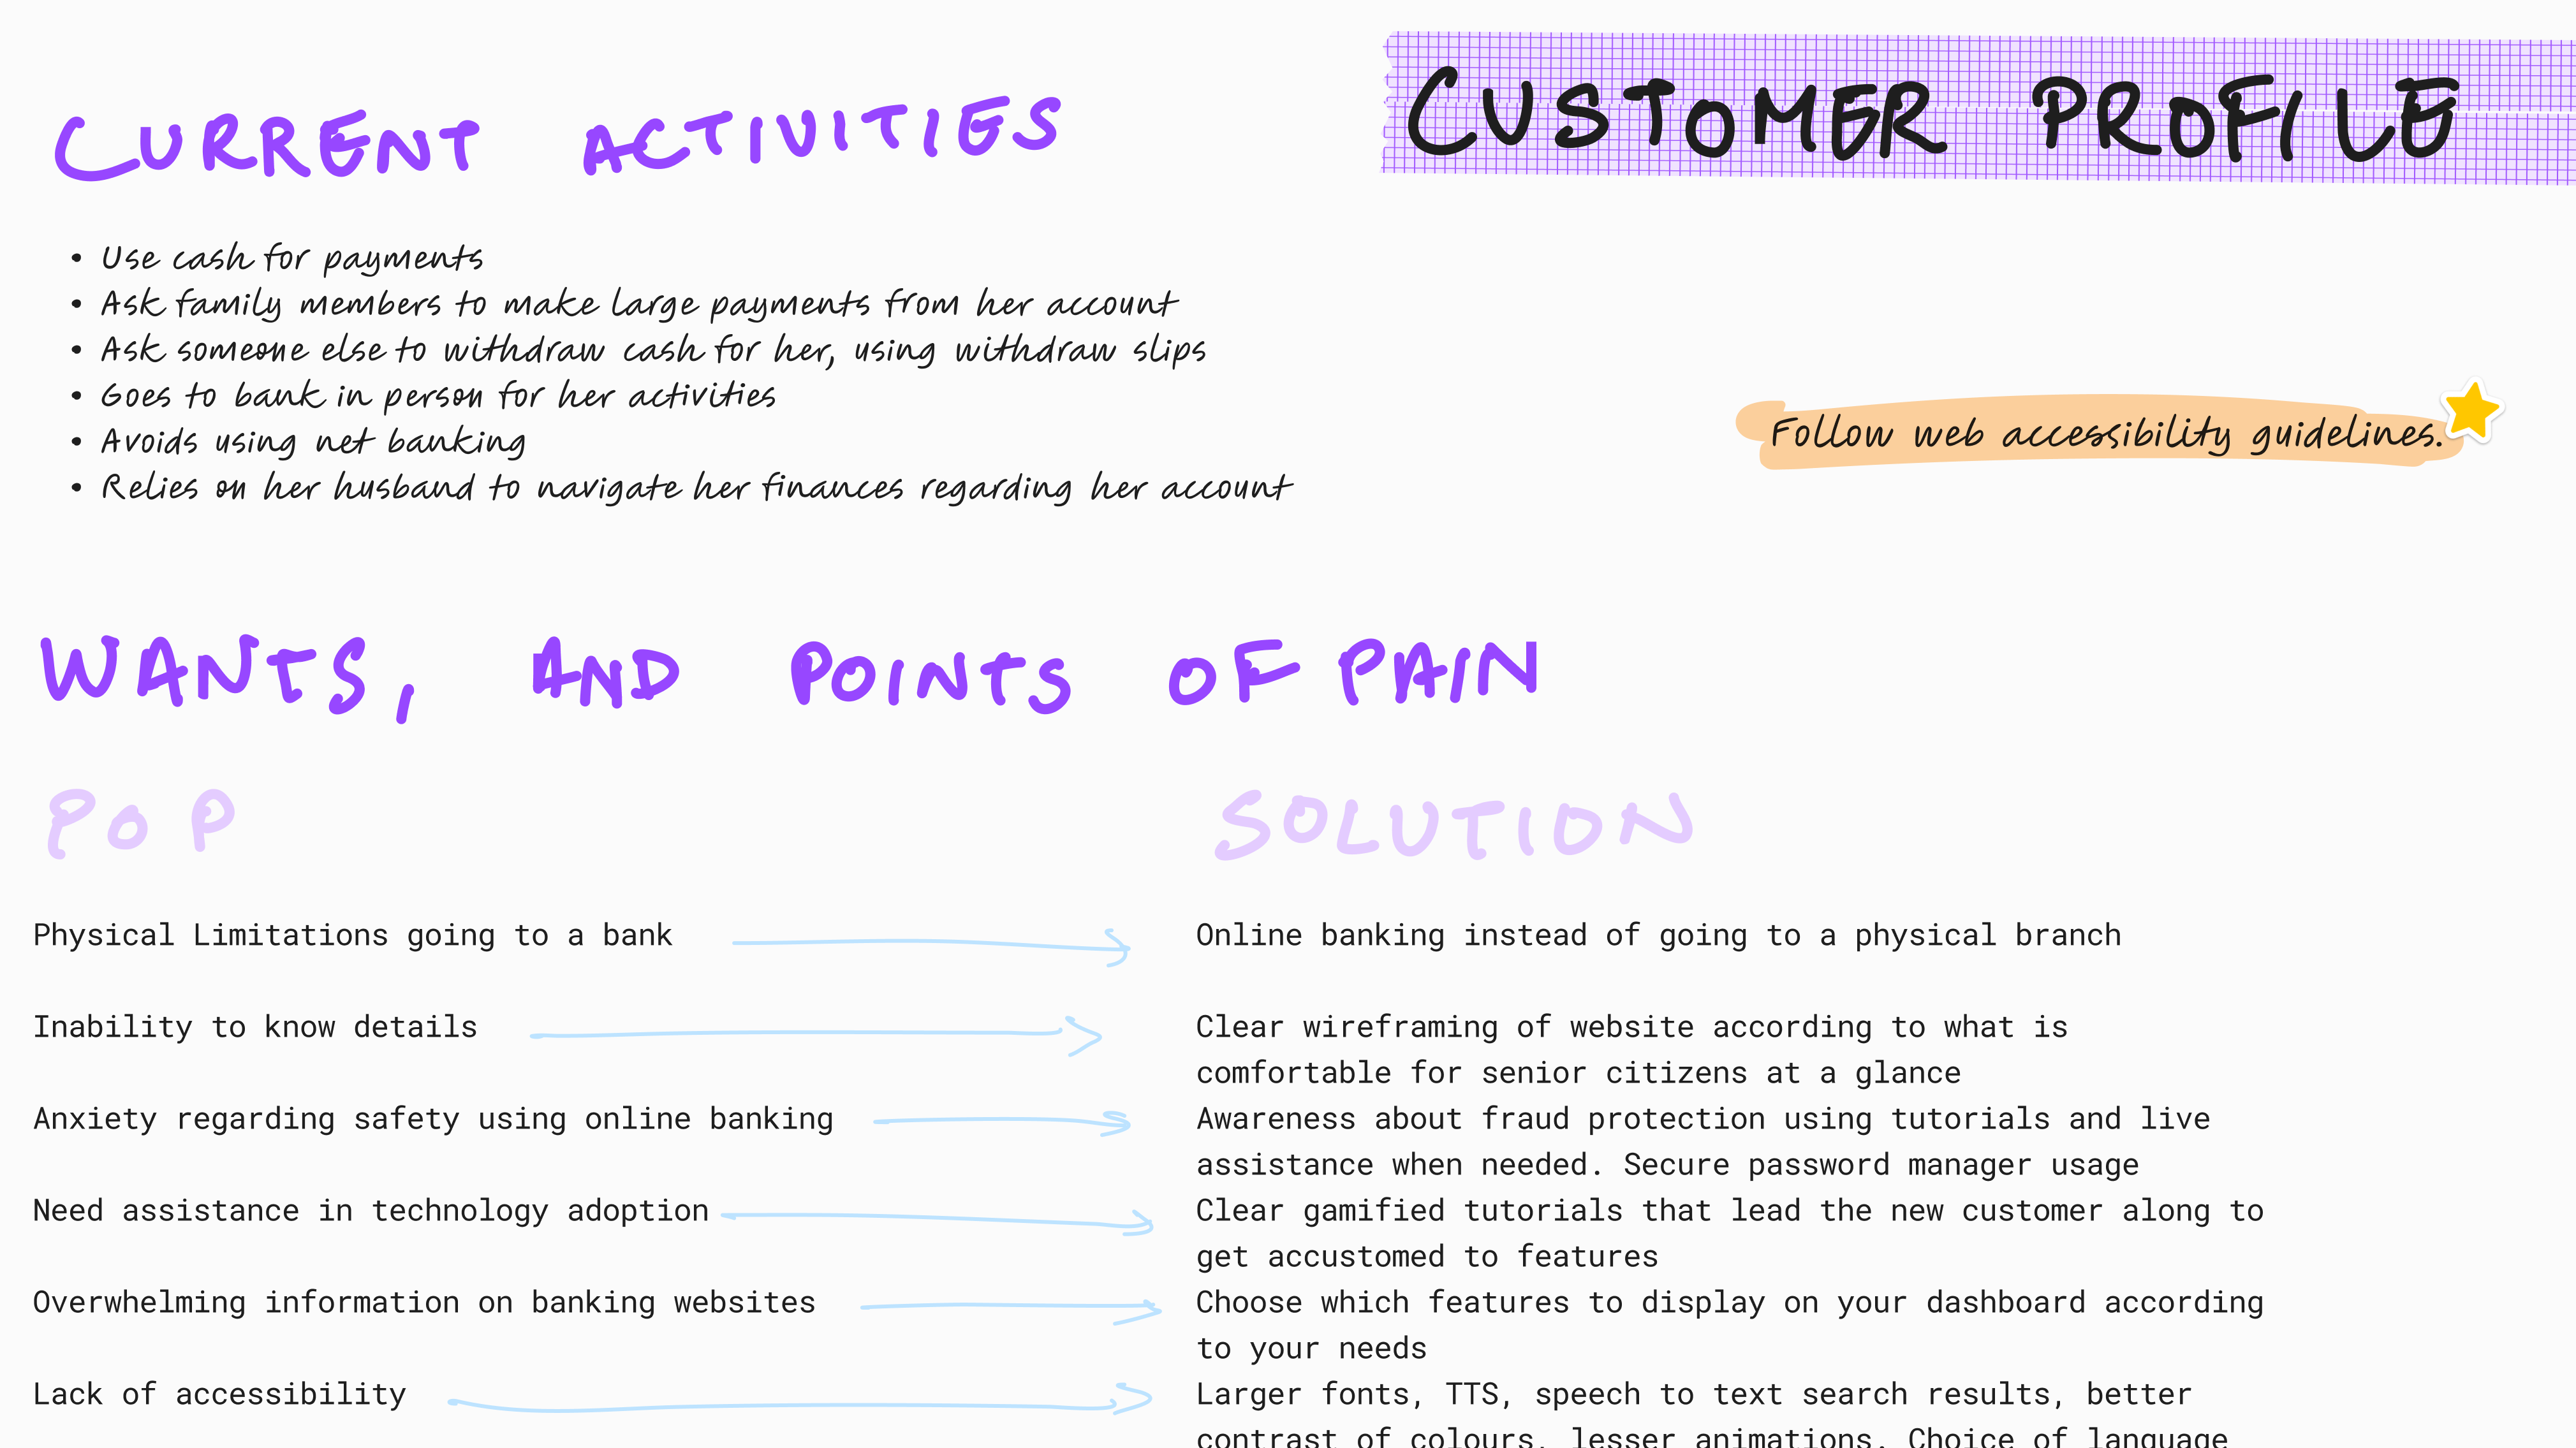 CUSTOMER PROFILE
CURRENT ACTIVITIES
• Use cash for payments
• Ask family members to make large payments from her account
• Ask someone else to withdraw cash for her, using withdraw slips
• Goes to bank in person for her activities
• Avoids using net banking
• Relies on her husband to navigate her finances regarding her account
Follow web accessibility guidelines.
WANTS, AND POINTS OF PAIN
POP
SOLUTION
Physical Limitations going to a bank
Online banking instead of going to a physical branch
Inability to know details
Clear wireframing of website according to what is
comfortable for senior citizens at a glance
Anxiety regarding safety using online banking
Awareness about fraud protection using tutorials and live
assistance when needed. Secure password manager usage
Need assistance in technology adoption
Clear gamified tutorials that lead the new customer along to
get accustomed to features
Overwhelming information on banking websites
Choose which features to display on your dashboard according
to your needs
Lack of accessibility
Larger fonts, TTS, speech to text search results, better
contrast of colours, lesser animations. Choice of language